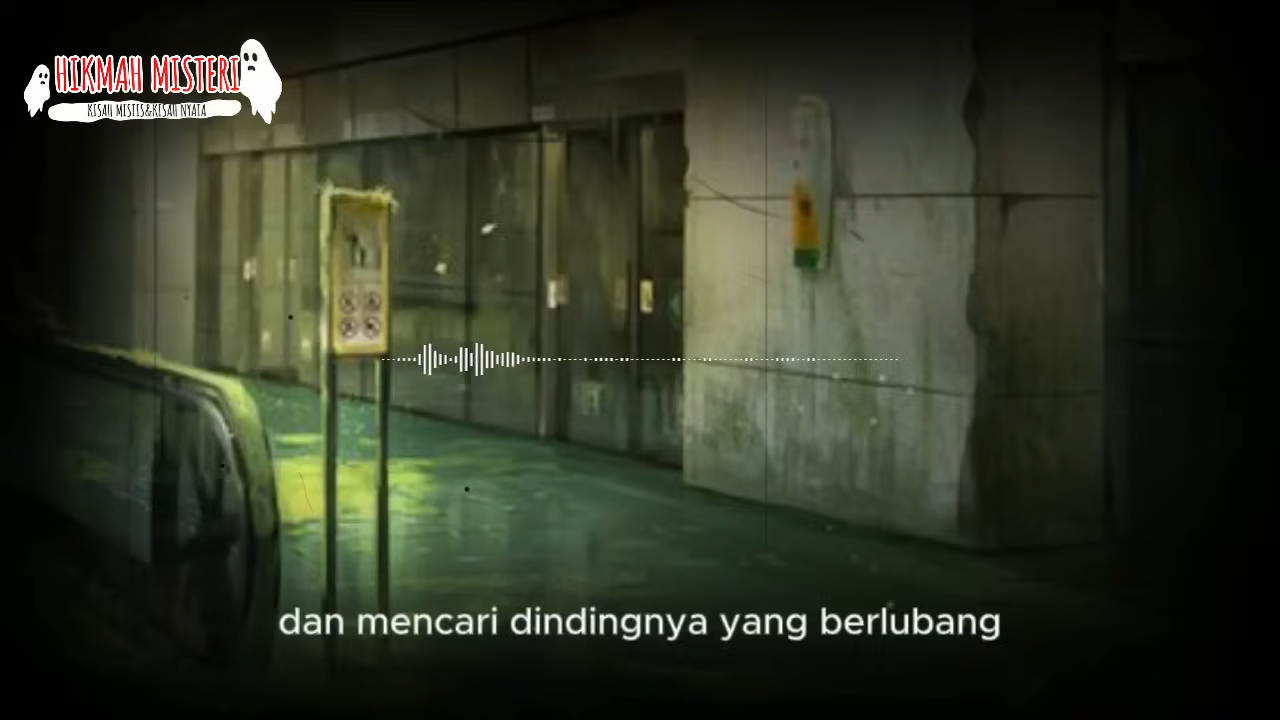 HIKMAH MISTERI
KISAH MISTIS&KISAH NYATA
dan mencari dindingnya yang berlubang